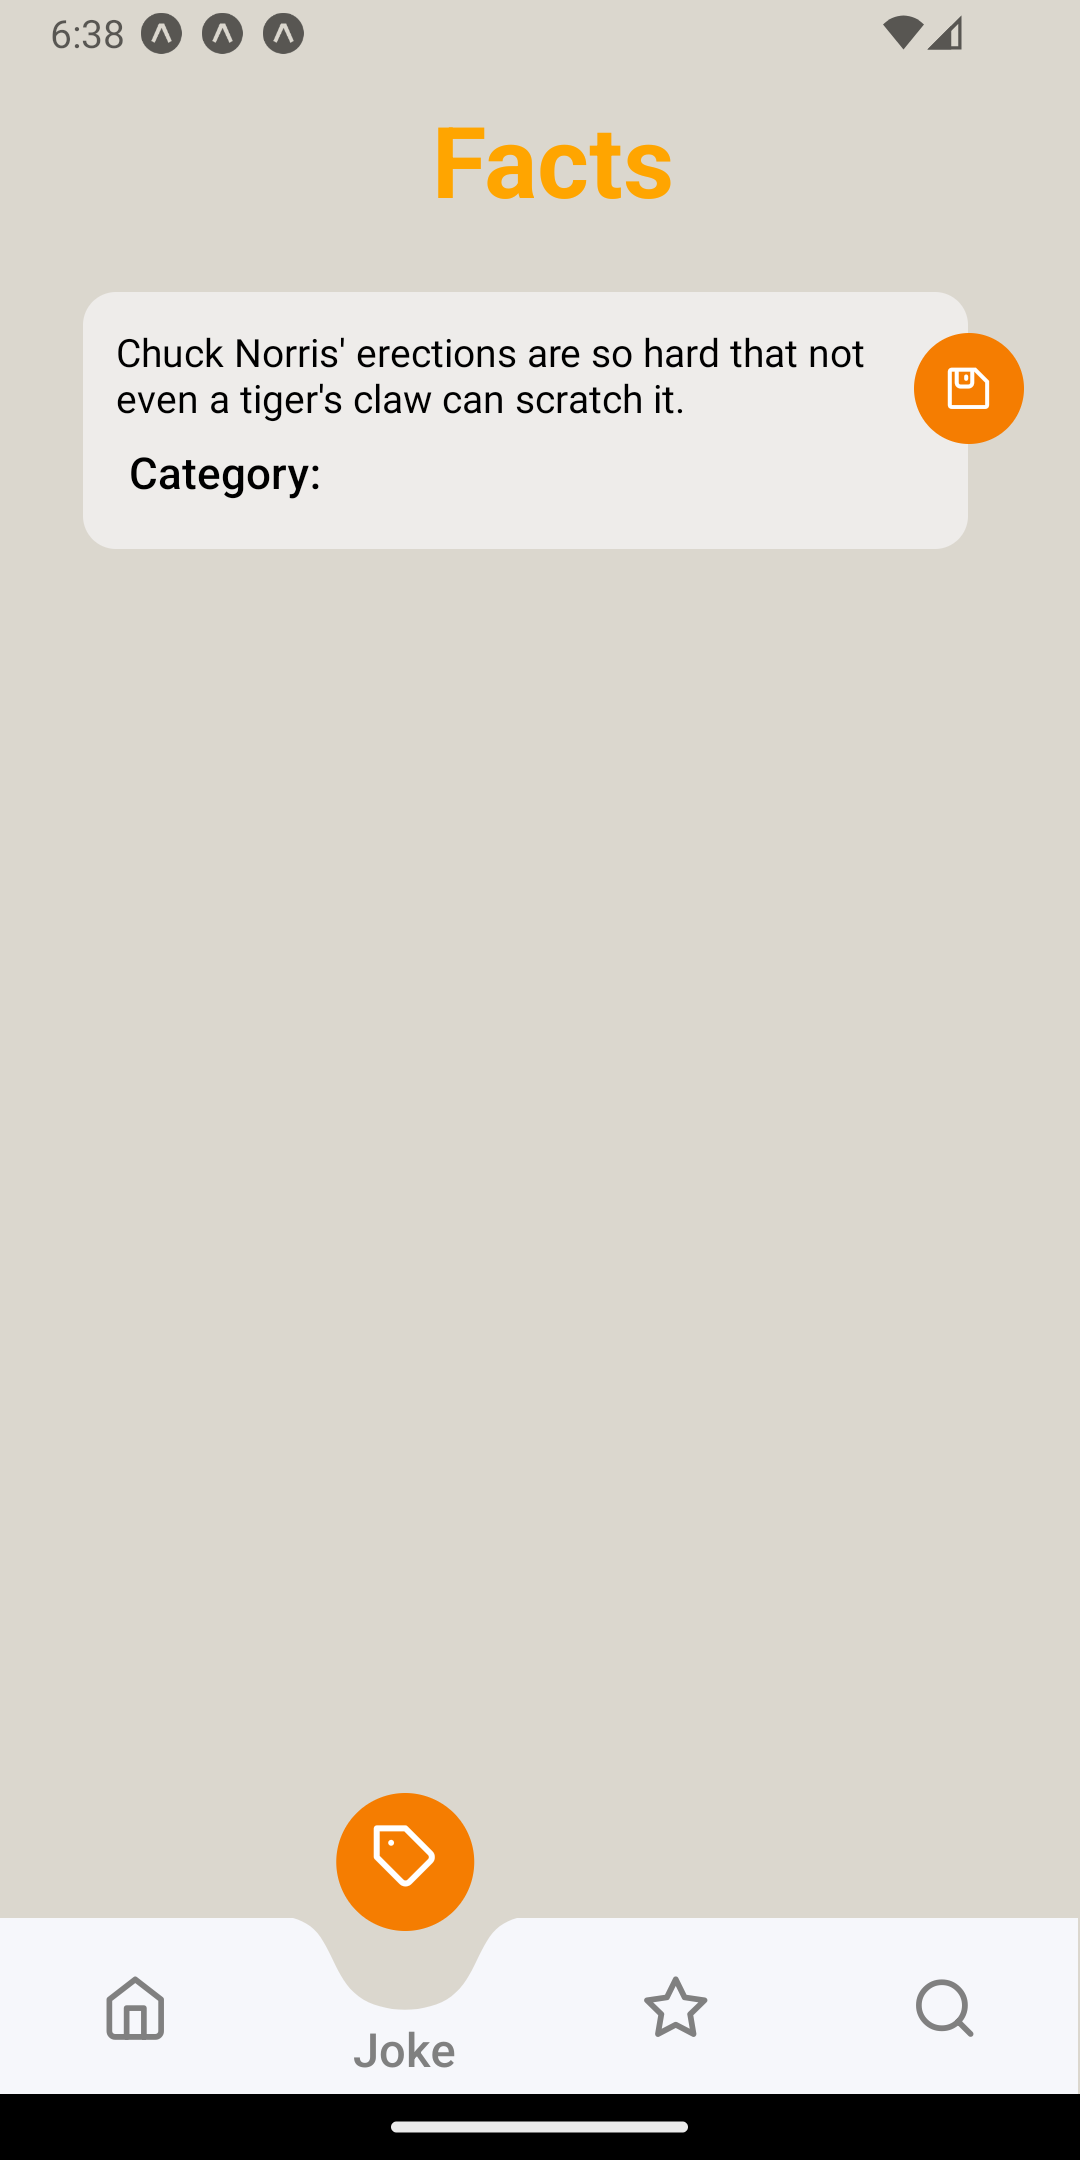 6:38
Facts
Chuck Norris' erections are so hard that not
even a tiger's claw can scratch it.
Category:
Joke